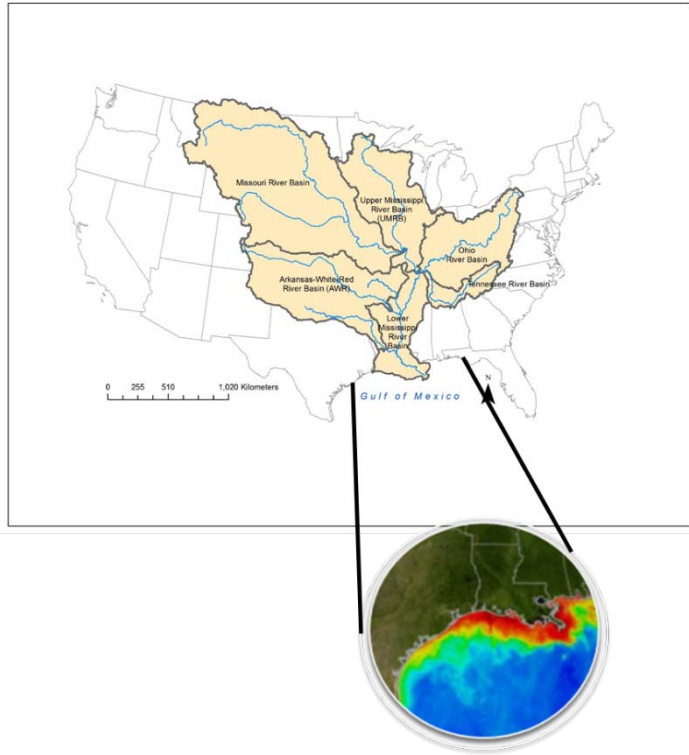 Missouri River Basin
Upper Mississippi
River Basin
(UMRB)
Ohio
River Basin
Tennessee River Basin
Arkansas-White-Red
River Basin (AWR)
Lower
Mississippi
River
Basin
0 255 510 1,020 Kilometers
N
Gulf of Mexico